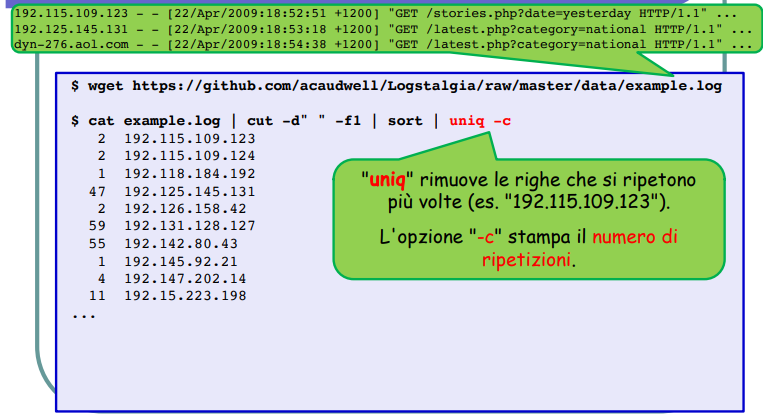 192.115.109.123 - - [22/Apr/2009:18:52:51 +1200] "GET /stories.php?date=yesterday HTTP/1.1" ...
192.125.145.131 - - [22/Apr/2009:18:53:18 +1200] "GET /latest.php?category=national HTTP/1.1" ...
dyn-276.aol.com - - [22/Apr/2009:18:54:38 +1200] "GET /latest.php?category=national HTTP/1.1" ...
$ wget https://github.com/acaudwell/Logstalgia/raw/master/data/example.log
$ cat example.log | cut -d" " -f1 | sort | uniq -c
2 192.115.109.123
2 192.115.109.124
1 192.118.184.192
47 192.125.145.131
2 192.126.158.42
59 192.131.128.127
55 192.142.80.43
1 192.145.92.21
4 192.147.202.14
11 192.15.223.198
...
"uniq" rimuove le righe che si ripetono
più volte (es. "192.115.109.123").
L'opzione "-c" stampa il numero di
ripetizioni.